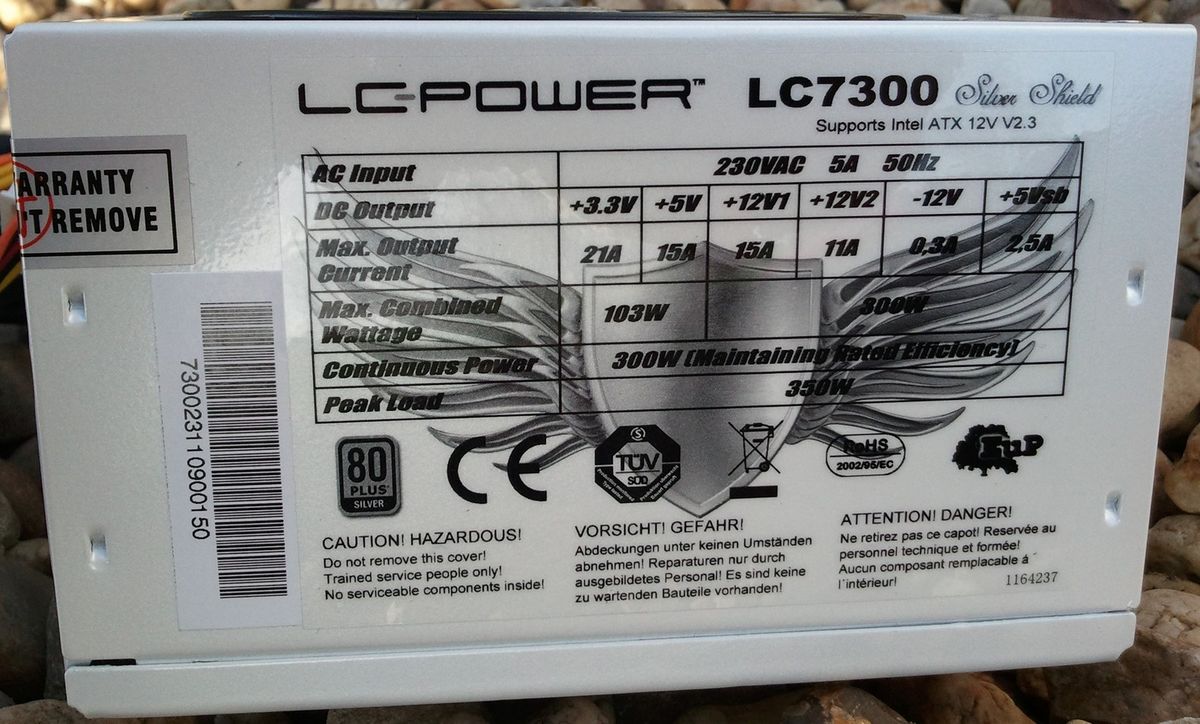 LC-POWER™ LC7300 Silver Shield
Supports Intel ATX 12V V2.3
ARRANTY
T REMOVE
AC Input 230VAC 5A 50Hz
DC Output +3.3V +5V +12V1 +12V2 -12V +5Vsb
Max. Output Current 21A 15A 15A 11A 0,3A 2,5A
Max. Combined Wattage 103W 300W
Continuous Power 300W (Maintaining Rated Efficiency)
Peak Load 350W
7300231109000150
80
PLUS
SILVER
CE
TÜV
SÜD
RoHS
2002/95/EC
FuP
CAUTION! HAZARDOUS!
Do not remove this cover!
Trained service people only!
No serviceable components inside!
VORSICHT! GEFAHR!
Abdeckungen unter keinen Umständen
abnehmen! Reparaturen nur durch
ausgebildetes Personal! Es sind keine
zu wartenden Bauteile vorhanden!
ATTENTION! DANGER!
Ne retirez pas ce capot! Reservée au
personnel technique et formée!
Aucun composant remplacable á
l´intérieur!
1164237